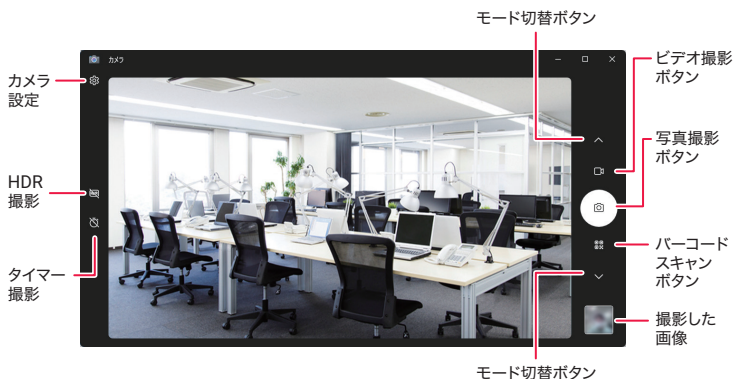 モード切替ボタン
カメラ
カメラ
設定
HDR
撮影
タイマー
撮影
ビデオ撮影
ボタン
写真撮影
ボタン
バーコード
スキャン
ボタン
撮影した
画像
モード切替ボタン